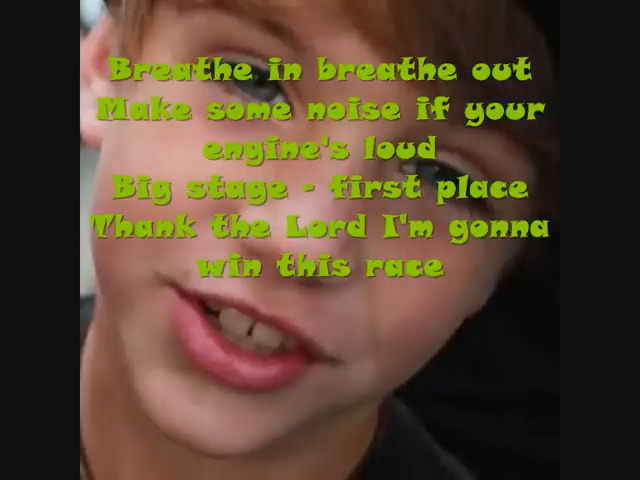 Breathe in breathe out
Make some noise if your
engine's loud
Big stage - first place
Thank the Lord I'm gonna
win this race